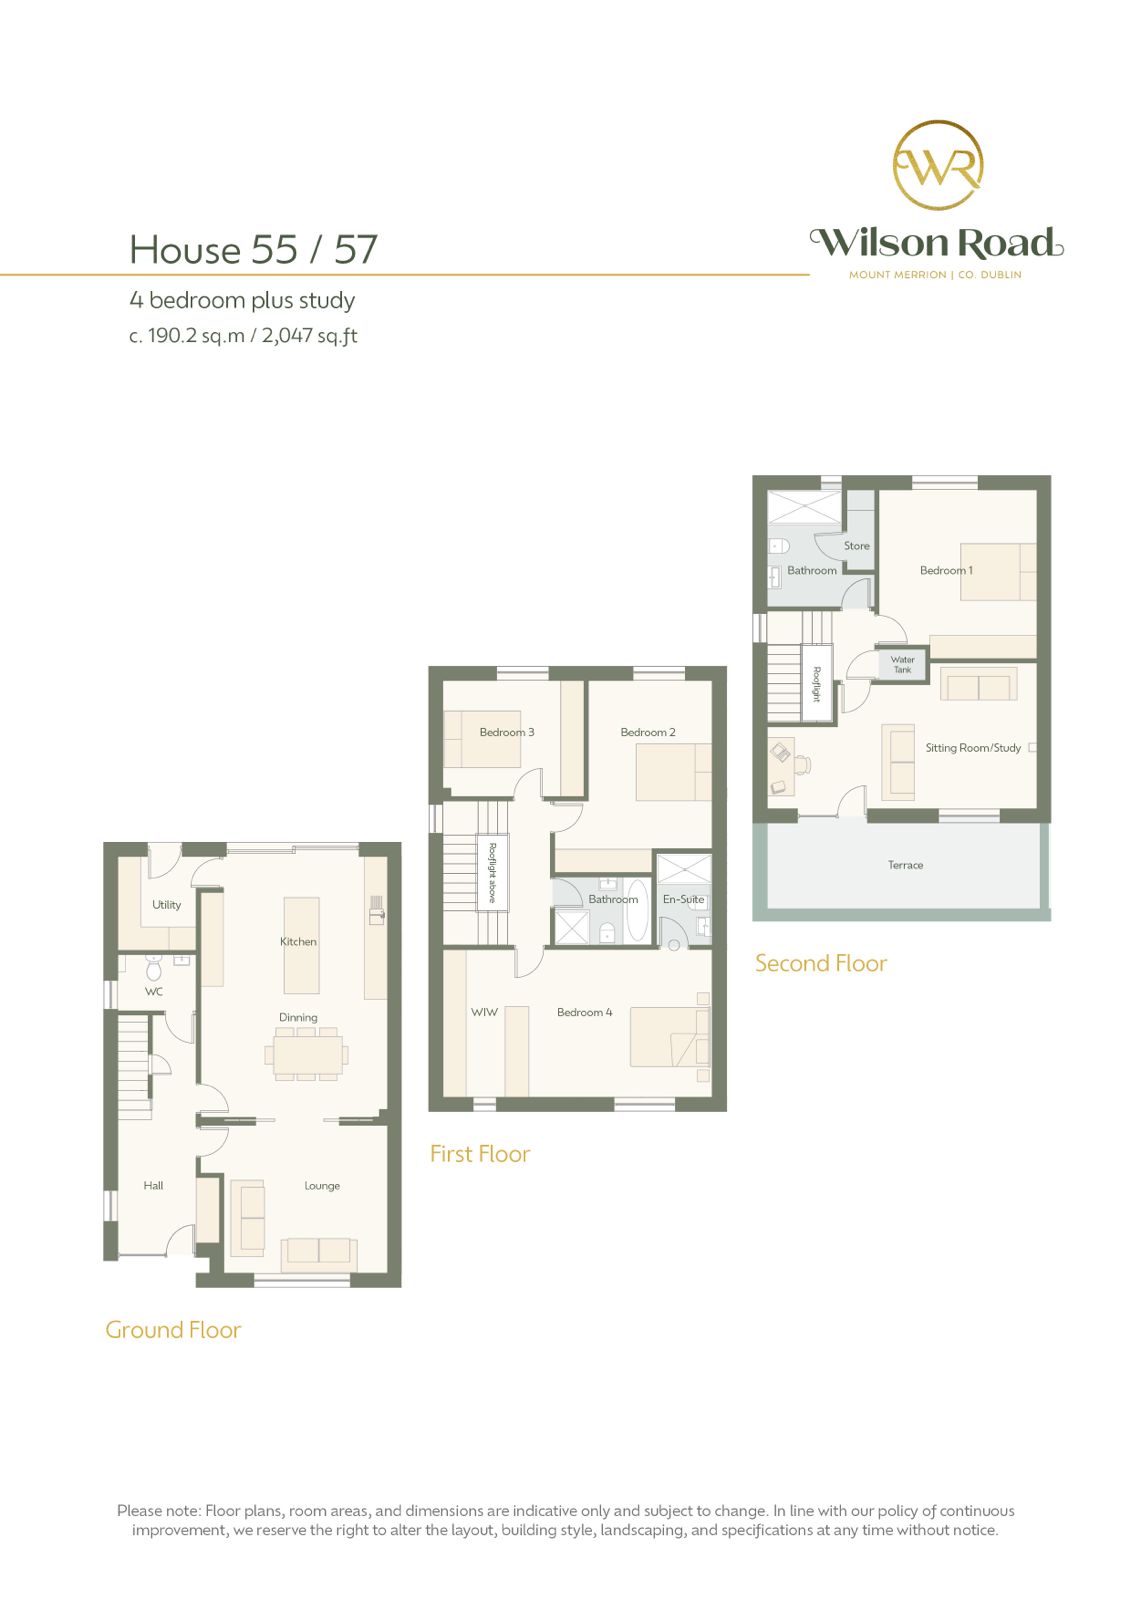 WR
Wilson Road
MOUNT MERRION | CO. DUBLIN
House 55 / 57
4 bedroom plus study
c. 190.2 sq.m / 2,047 sq.ft
Store
Bathroom
Bedroom 1
Water
Tank
Rooflight
Sitting Room/Study
Terrace
Second Floor
Bedroom 3
Bedroom 2
Rooflight above
Bathroom
En-Suite
WIW
Bedroom 4
First Floor
Utility
Kitchen
WC
Dinning
Hall
Lounge
Ground Floor
Please note: Floor plans, room areas, and dimensions are indicative only and subject to change. In line with our policy of continuous
improvement, we reserve the right to alter the layout, building style, landscaping, and specifications at any time without notice.